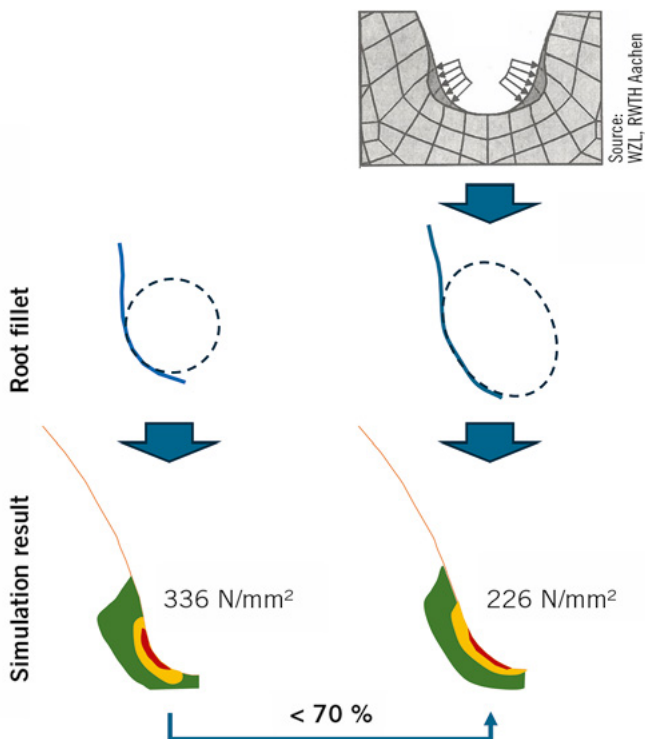 Source:
WZL, RWTH Aachen
Root fillet
Simulation result
336 N/mm²
226 N/mm²
< 70 %